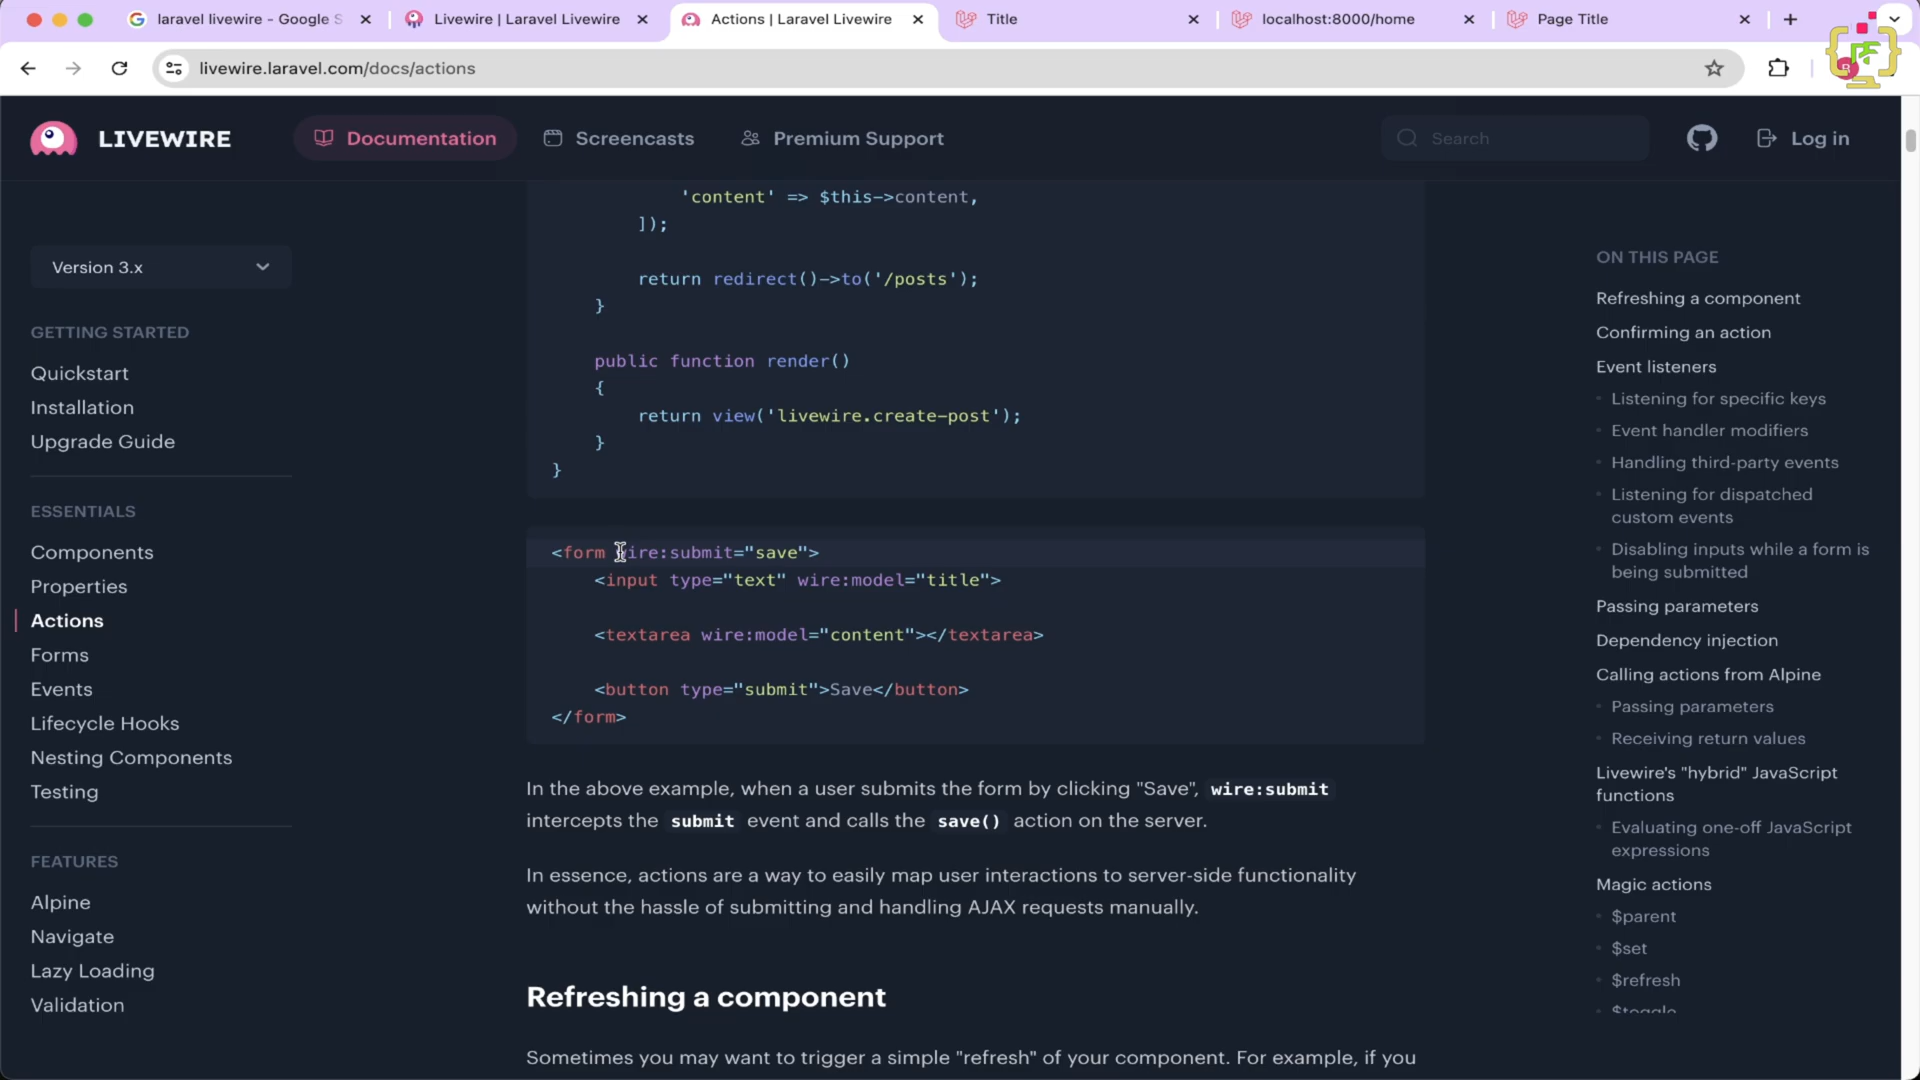 laravel livewire - Google S
Livewire | Laravel Livewire
Actions | Laravel Livewire
Title
localhost:8000/home
Page Title
livewire.laravel.com/docs/actions
LIVEWIRE
Documentation
Screencasts
Premium Support
Search
Log in
Version 3.x
GETTING STARTED
Quickstart
Installation
Upgrade Guide
ESSENTIALS
Components
Properties
Actions
Forms
Events
Lifecycle Hooks
Nesting Components
Testing
FEATURES
Alpine
Navigate
Lazy Loading
Validation
'content' => $this->content,
]);
return redirect()->to('/posts');
}
public function render()
{
return view('livewire.create-post');
}
}
<form wire:submit="save">
<input type="text" wire:model="title">
<textarea wire:model="content"></textarea>
<button type="submit">Save</button>
</form>
In the above example, when a user submits the form by clicking "Save", wire:submit
intercepts the submit event and calls the save() action on the server.
In essence, actions are a way to easily map user interactions to server-side functionality
without the hassle of submitting and handling AJAX requests manually.
Refreshing a component
Sometimes you may want to trigger a simple "refresh" of your component. For example, if you
ON THIS PAGE
Refreshing a component
Confirming an action
Event listeners
Listening for specific keys
Event handler modifiers
Handling third-party events
Listening for dispatched
custom events
Disabling inputs while a form is
being submitted
Passing parameters
Dependency injection
Calling actions from Alpine
Passing parameters
Receiving return values
Livewire's "hybrid" JavaScript
functions
Evaluating one-off JavaScript
expressions
Magic actions
$parent
$set
$refresh
$toggle